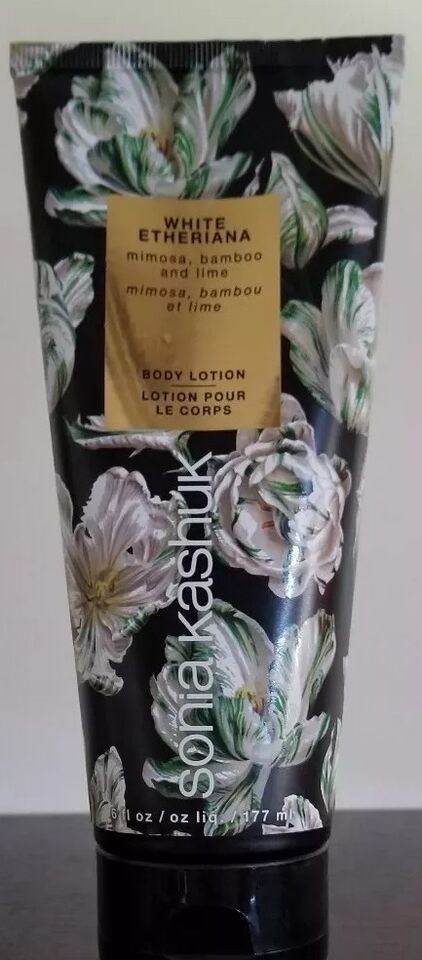 WHITE
ETHERIANA
mimosa, bamboo
and lime
mimosa, bambou
et lime
BODY LOTION
LOTION POUR
LE CORPS
sonia kashuk
6 fl oz / oz liq. / 177 ml